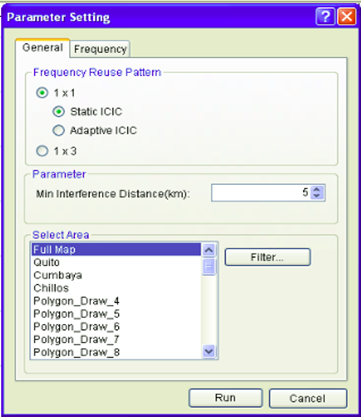 Parameter Setting
General
Frequency
Frequency Reuse Pattern
1 x 1
Static ICIC
Adaptive ICIC
1 x 3
Parameter
Min Interference Distance(km):
5
Select Area
Full Map
Quito
Cumbaya
Chillos
Polygon_Draw_4
Polygon_Draw_5
Polygon_Draw_6
Polygon_Draw_7
Polygon_Draw_8
Filter...
Run
Cancel